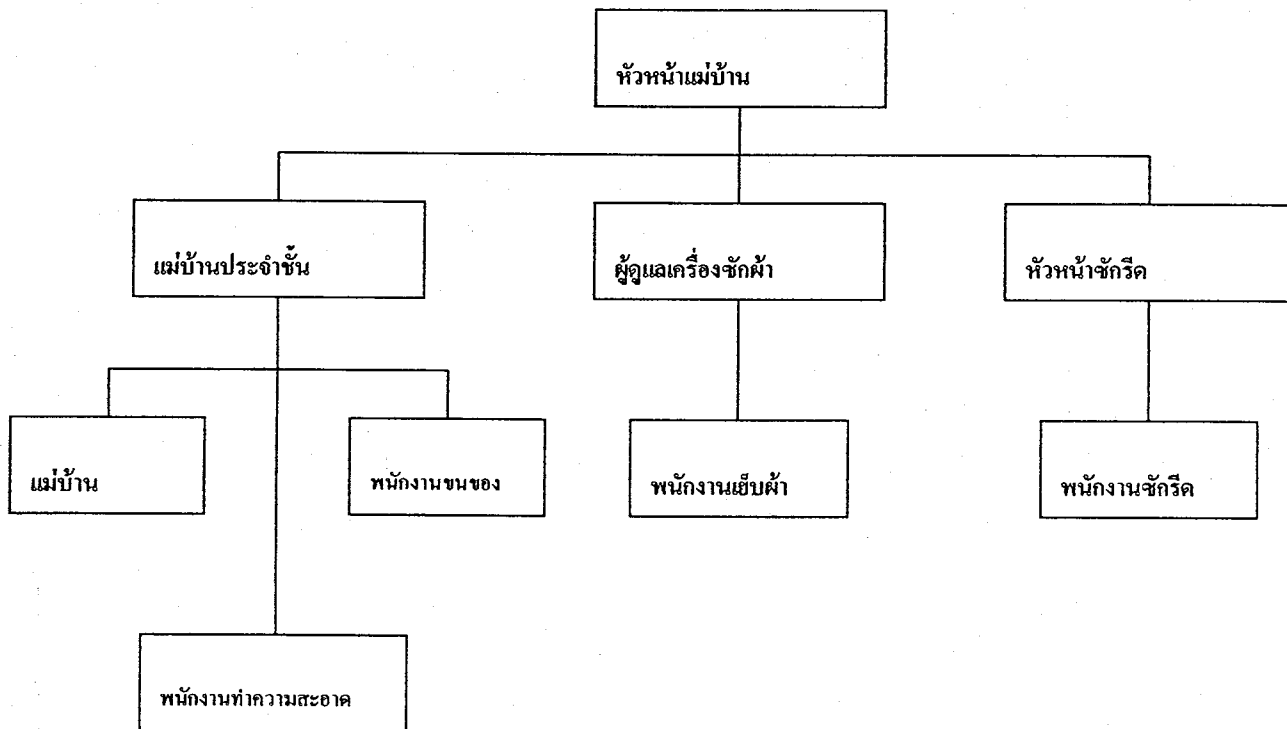 หัวหน้าแม่บ้าน
แม่บ้านประจำชั้น
ผู้ดูแลเครื่องซักผ้า
หัวหน้าซักรีด
แม่บ้าน
พนักงานขนของ
พนักงานเย็บผ้า
พนักงานซักรีด
พนักงานทำความสะอาด